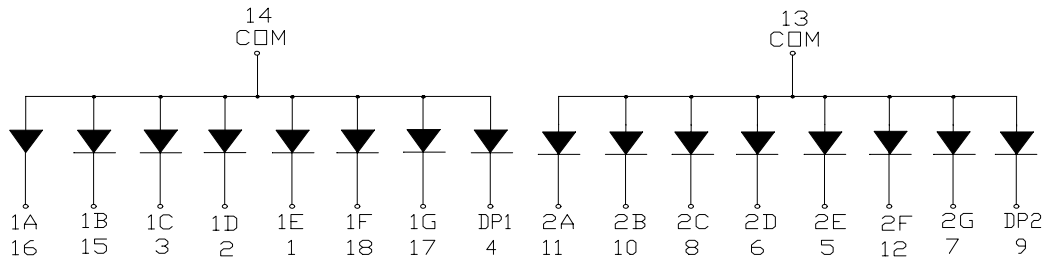 14 13
COM COM
1A 1B 1C 1D 1E 1F 1G DP1 2A 2B 2C 2D 2E 2F 2G DP2
16 15 3 2 1 18 17 4 11 10 8 6 5 12 7 9